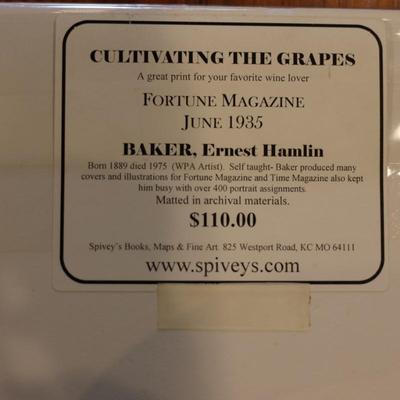 CULTIVATING THE GRAPES
A great print for your favorite wine lover
FORTUNE MAGAZINE
JUNE 1935
BAKER, Ernest Hamlin
Born 1889 died 1975 (WPA Artist). Self taught- Baker produced many
covers and illustrations for Fortune Magazine and Time Magazine also kept
him busy with over 400 portrait assignments.
Matted in archival materials.
$110.00
Spivey's Books, Maps & Fine Art 825 Westport Road, KC MO 64111
www.spiveys.com